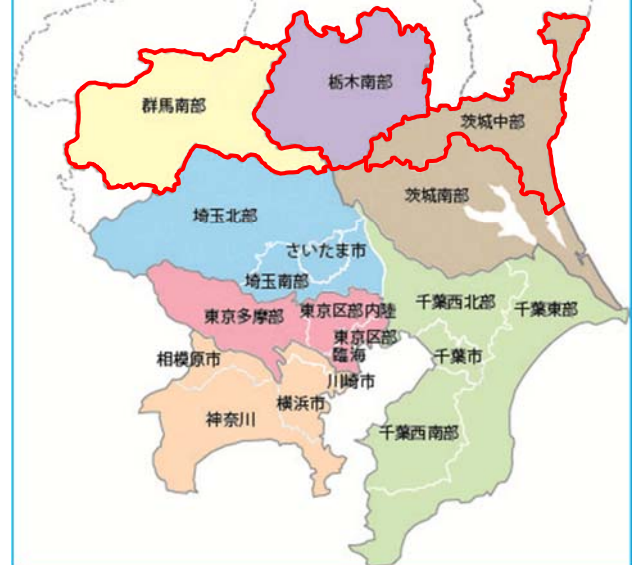 栃木南部
群馬南部
茨城中部
茨城南部
埼玉北部
さいたま市
埼玉南部
千葉西北部
千葉東部
東京多摩部
東京区部内陸
東京区部
臨海
千葉市
相模原市
川崎市
横浜市
神奈川
千葉西南部